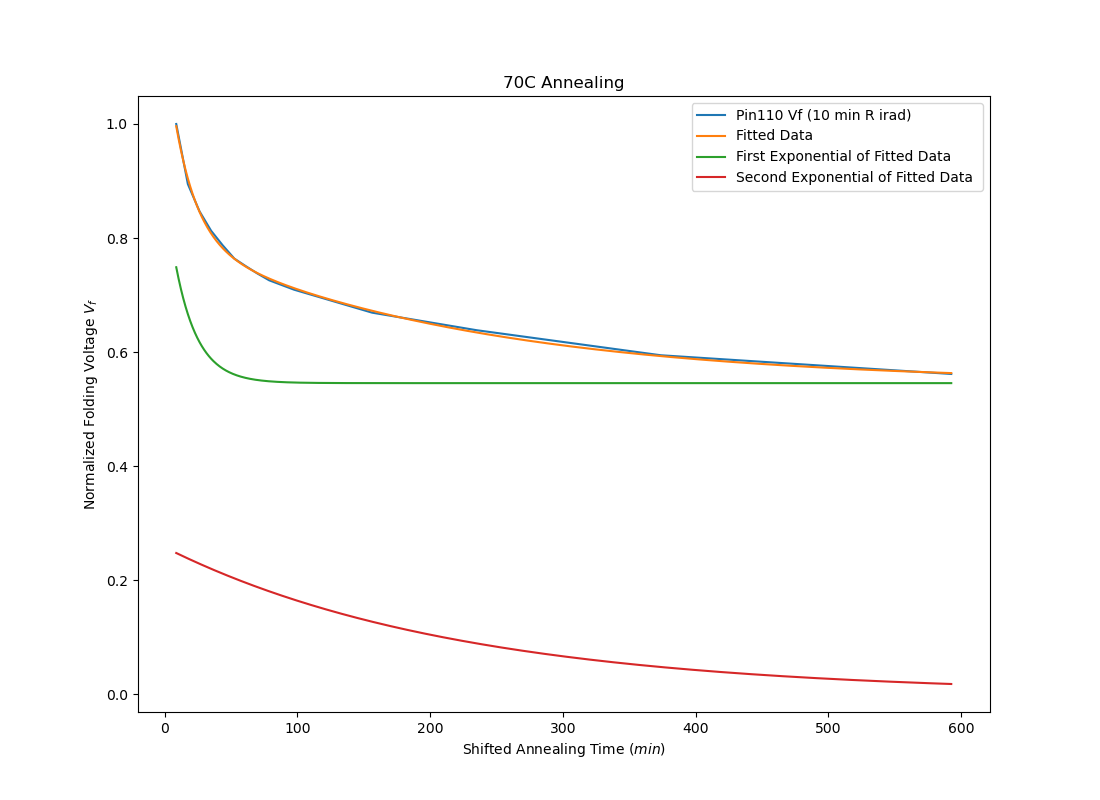 70C Annealing
Pin110 Vf (10 min R irad)
Fitted Data
First Exponential of Fitted Data
Second Exponential of Fitted Data
Normalized Folding Voltage V_f
1.0
0.8
0.6
0.4
0.2
0.0
0 100 200 300 400 500 600
Shifted Annealing Time (min)